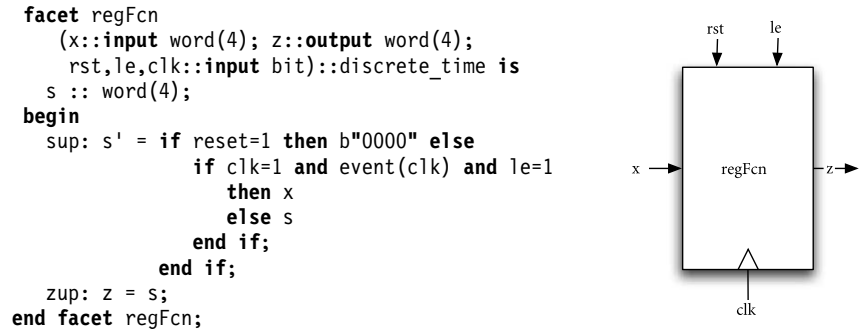 facet regFcn
(x::input word(4); z::output word(4);
rst,le,clk::input bit)::discrete_time is
s :: word(4);
begin
sup: s' = if reset=1 then b"0000" else
if clk=1 and event(clk) and le=1
then x
else s
end if;
end if;
zup: z = s;
end facet regFcn;
rst
le
x
regFcn
z
clk